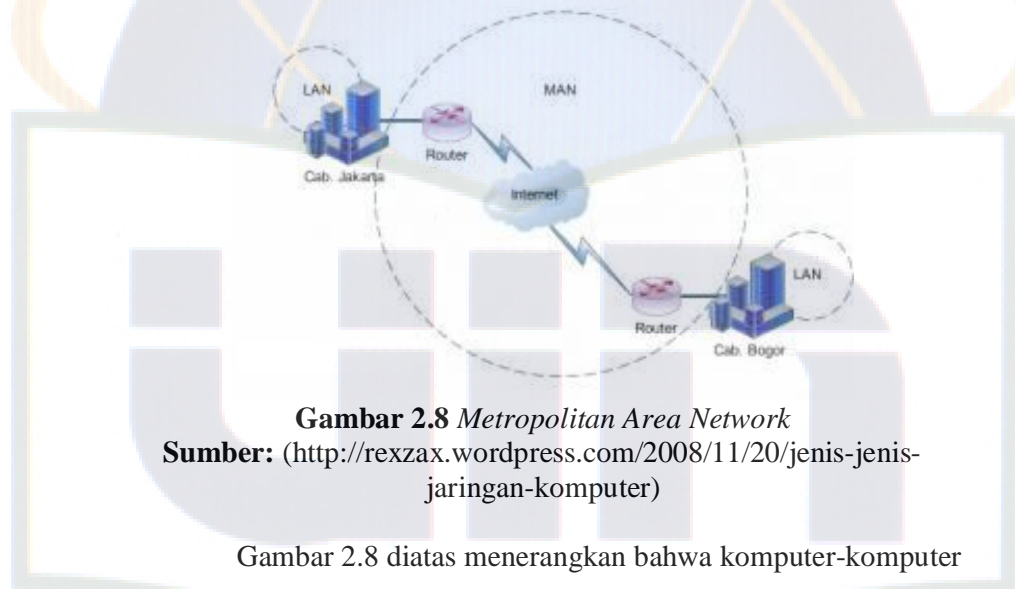 LAN
MAN
Router
Cab. Jakarta
Internet
LAN
Router
Cab. Bogor
Gambar 2.8 Metropolitan Area Network
Sumber: (http://rexzax.wordpress.com/2008/11/20/jenis-jenis-
jaringan-komputer)
Gambar 2.8 diatas menerangkan bahwa komputer-komputer
uin